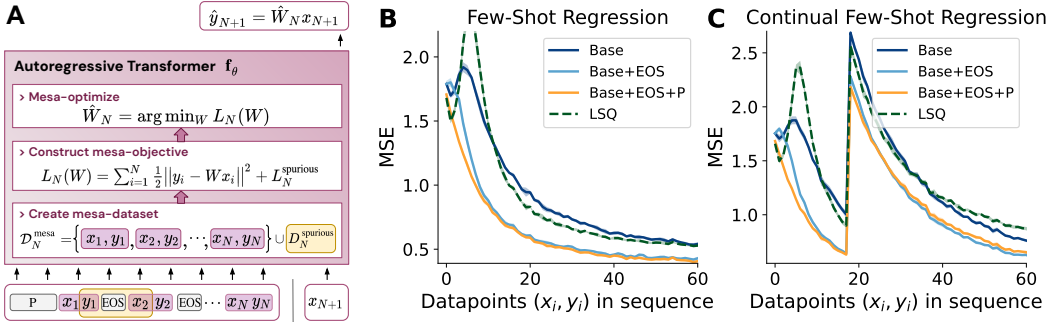 A
ŷ_{N+1} = Ŵ_N x_{N+1}
Autoregressive Transformer f_θ
› Mesa-optimize
Ŵ_N = arg min_W L_N(W)
› Construct mesa-objective
L_N(W) = ∑_{i=1}^N 1/2 ||y_i − W x_i||² + L_N^{spurious}
› Create mesa-dataset
D_N^{mesa} = {x_1, y_1, x_2, y_2, ⋯, x_N, y_N} ∪ D_N^{spurious}
P x_1 y_1 EOS x_2 y_2 EOS ⋯ x_N y_N x_{N+1}
B
Few-Shot Regression
Base
Base+EOS
Base+EOS+P
LSQ
MSE
2.0
1.5
1.0
0.5
0 20 40 60
Datapoints (x_i, y_i) in sequence
C
Continual Few-Shot Regression
Base
Base+EOS
Base+EOS+P
LSQ
MSE
2.5
2.0
1.5
1.0
0 20 40 60
Datapoints (x_i, y_i) in sequence